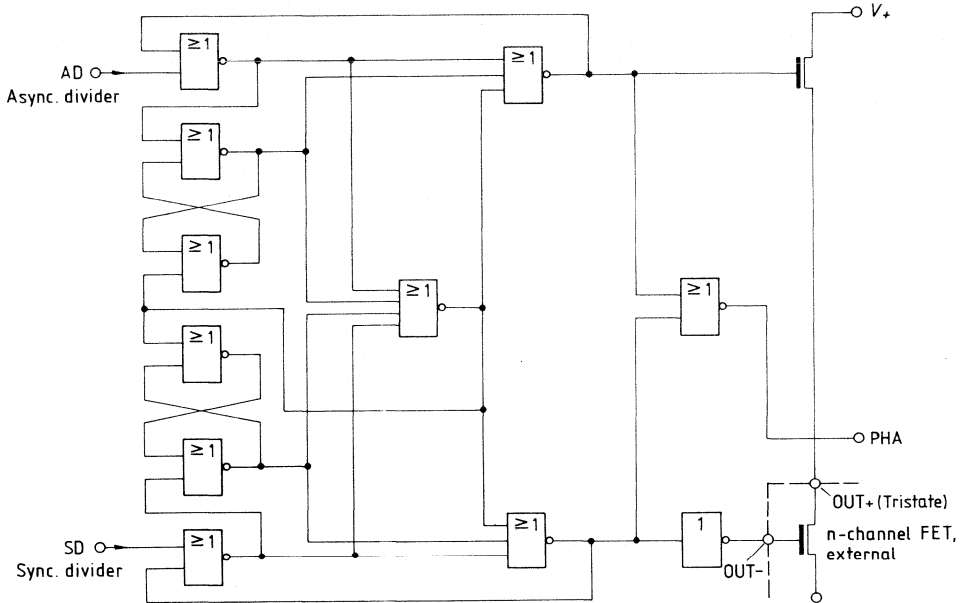 V+
≥1
≥1
AD
Async. divider
≥1
≥1
≥1
≥1
≥1
≥1
PHA
≥1
OUT+ (Tristate)
≥1
1
n-channel FET,
external
SD
≥1
OUT−
Sync. divider